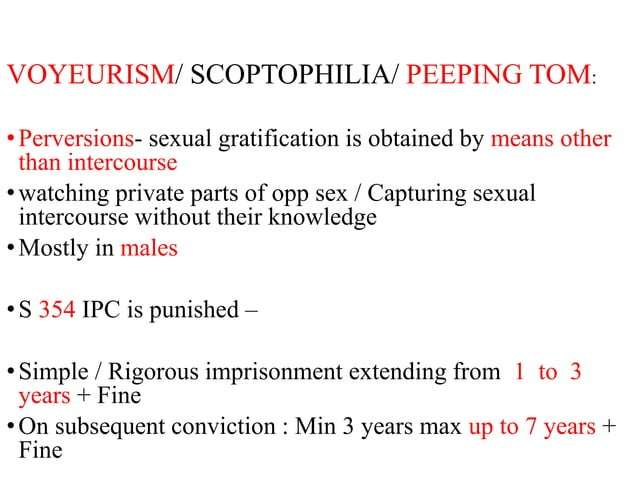 VOYEURISM/ SCOPTOPHILIA/ PEEPING TOM:
•Perversions- sexual gratification is obtained by means other
than intercourse
•watching private parts of opp sex / Capturing sexual
intercourse without their knowledge
•Mostly in males
•S 354 IPC is punished –
•Simple / Rigorous imprisonment extending from 1 to 3
years + Fine
•On subsequent conviction : Min 3 years max up to 7 years +
Fine